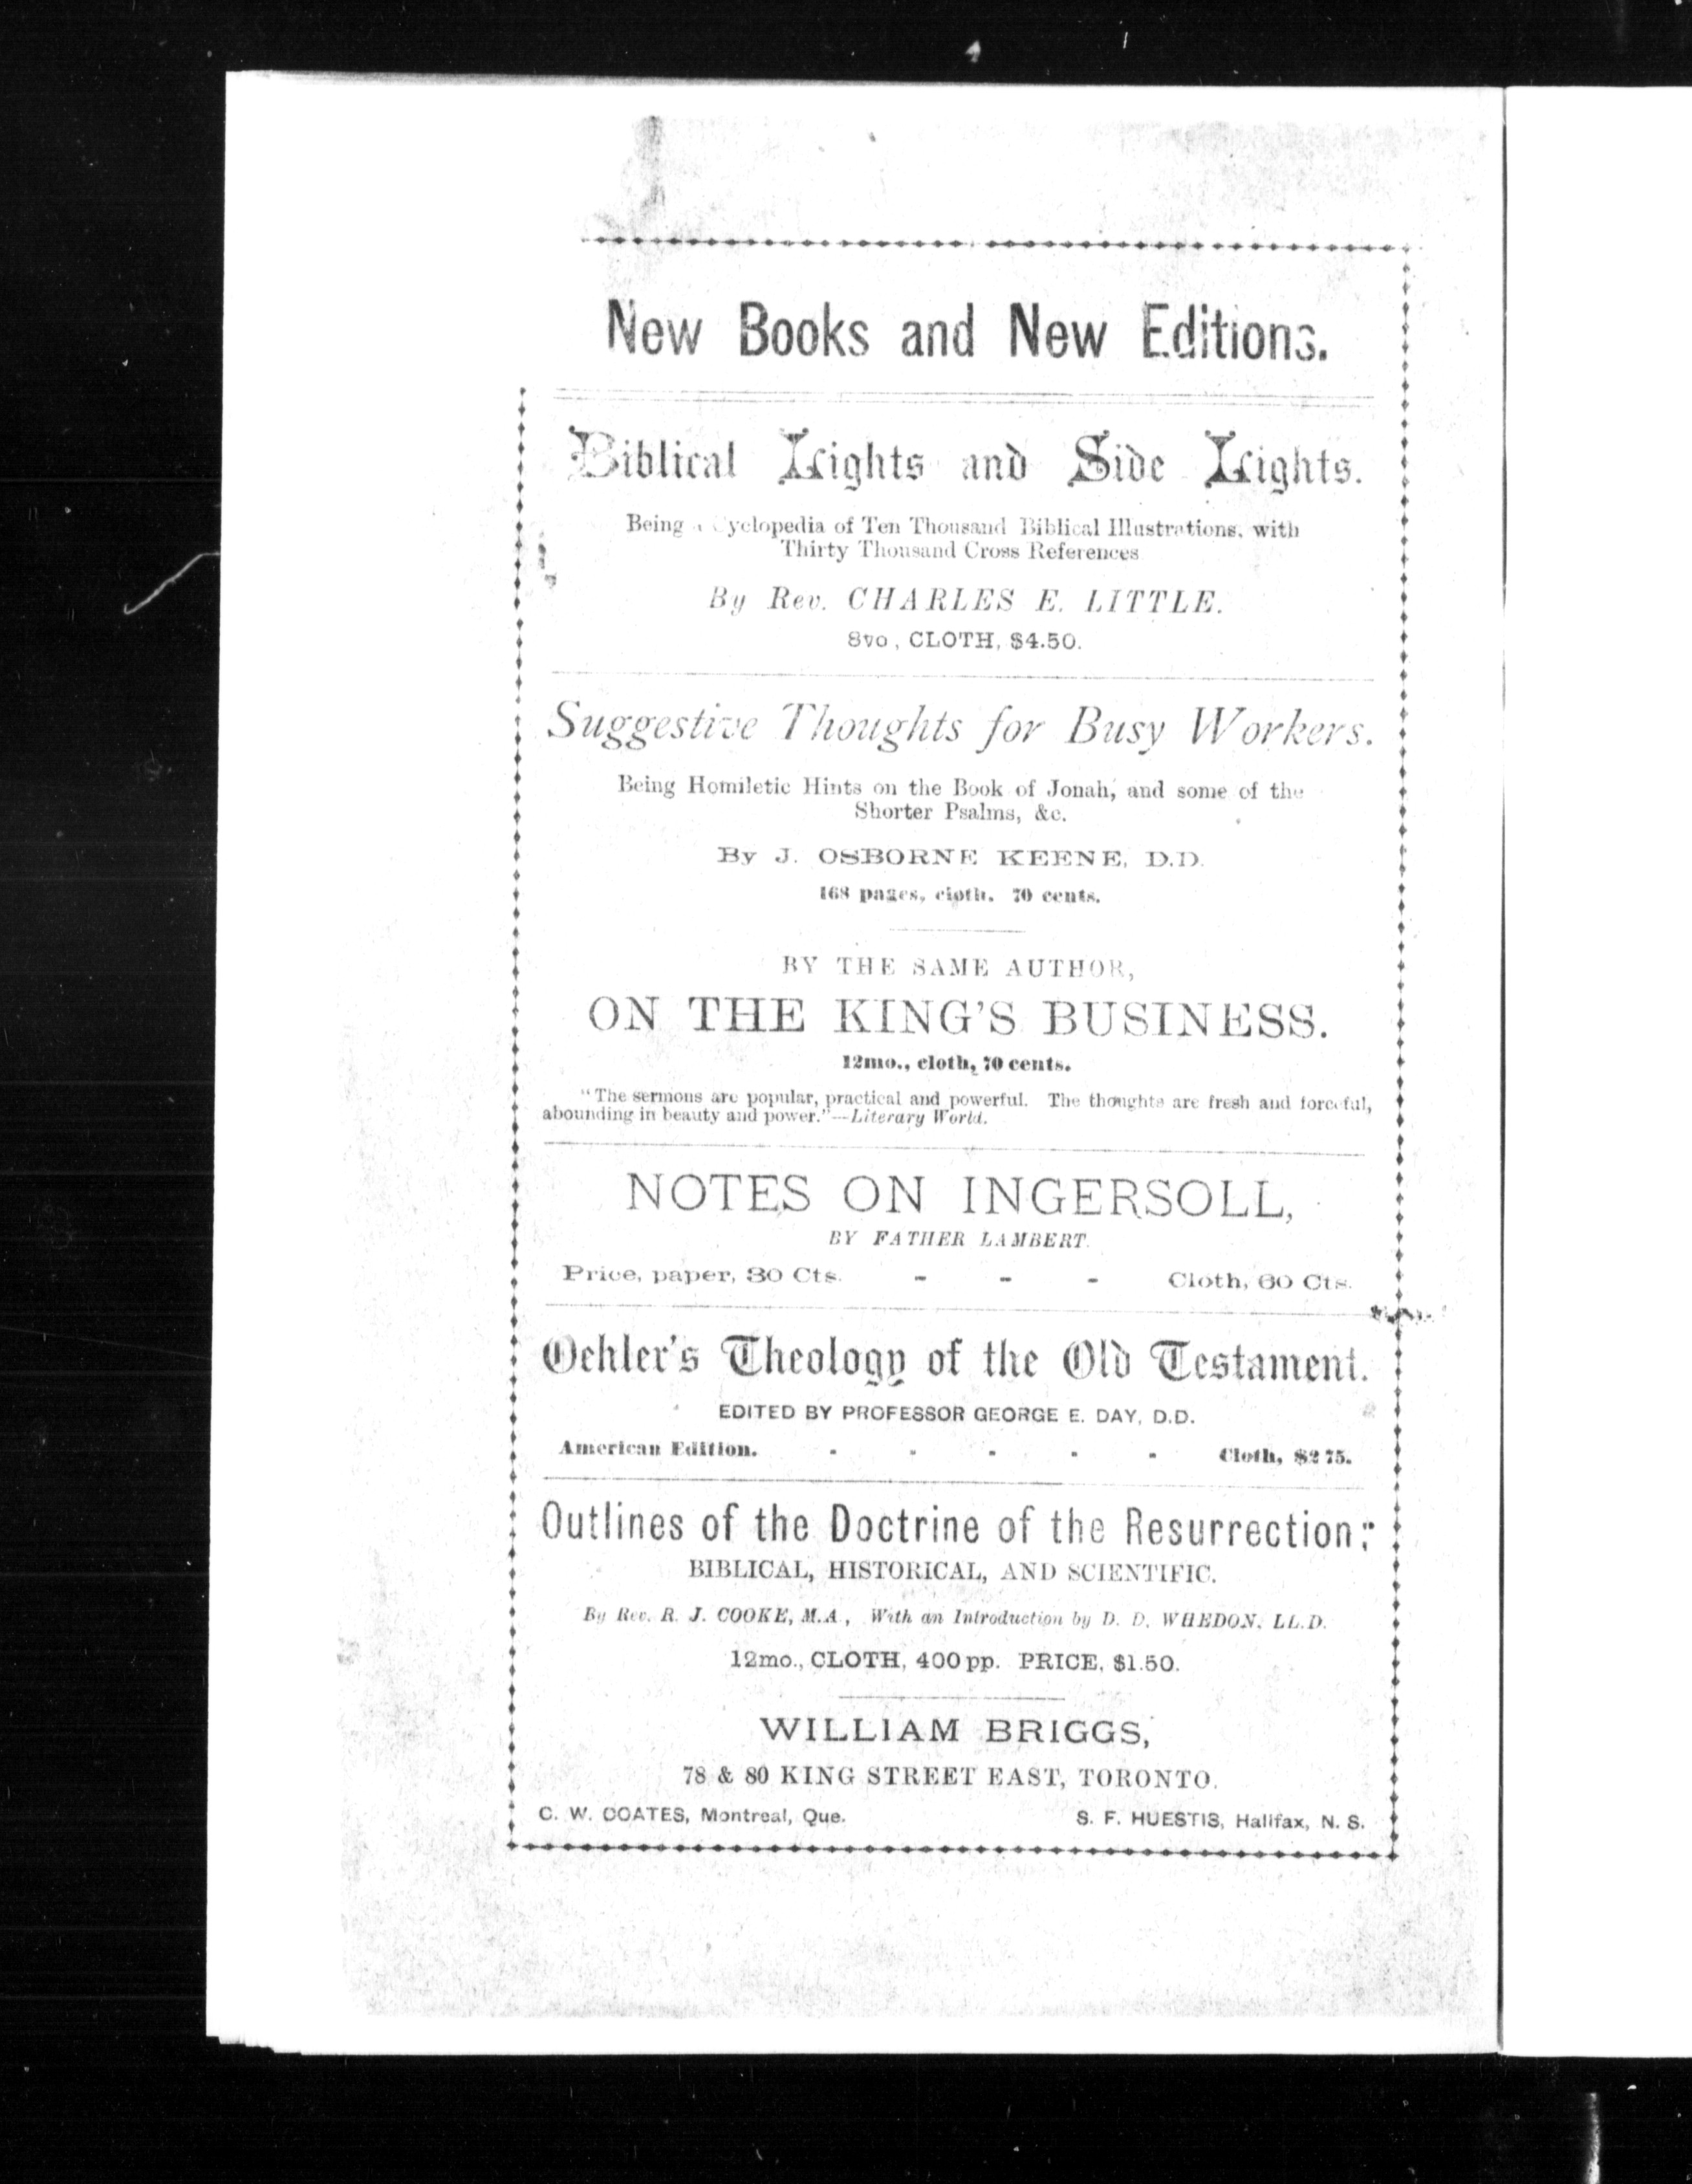 New Books and New Editions.
Biblical Lights and Side Lights.
Being a Cyclopedia of Ten Thousand Biblical Illustrations, with
Thirty Thousand Cross References
By Rev. CHARLES E. LITTLE.
8vo, CLOTH, $4.50.
Suggestive Thoughts for Busy Workers.
Being Homiletic Hints on the Book of Jonah, and some of the
Shorter Psalms, &c.
By J. OSBORNE KEENE, D.D.
168 pages, cloth. 70 cents.
BY THE SAME AUTHOR,
ON THE KING'S BUSINESS.
12mo., cloth, 70 cents.
"The sermons are popular, practical and powerful. The thoughts are fresh and forceful,
abounding in beauty and power."—Literary World.
NOTES ON INGERSOLL,
BY FATHER LAMBERT.
Price, paper, 30 Cts. - - - Cloth, 60 Cts.
Oehler's Theology of the Old Testament.
EDITED BY PROFESSOR GEORGE E. DAY, D.D.
American Edition. - - - - - Cloth, $2 75.
Outlines of the Doctrine of the Resurrection;
BIBLICAL, HISTORICAL, AND SCIENTIFIC.
By Rev. R. J. COOKE, M.A., With an Introduction by D. D. WHEDON, LL.D.
12mo., CLOTH, 400 pp. PRICE, $1.50.
WILLIAM BRIGGS,
78 & 80 KING STREET EAST, TORONTO.
C. W. COATES, Montreal, Que. S. F. HUESTIS, Halifax, N. S.